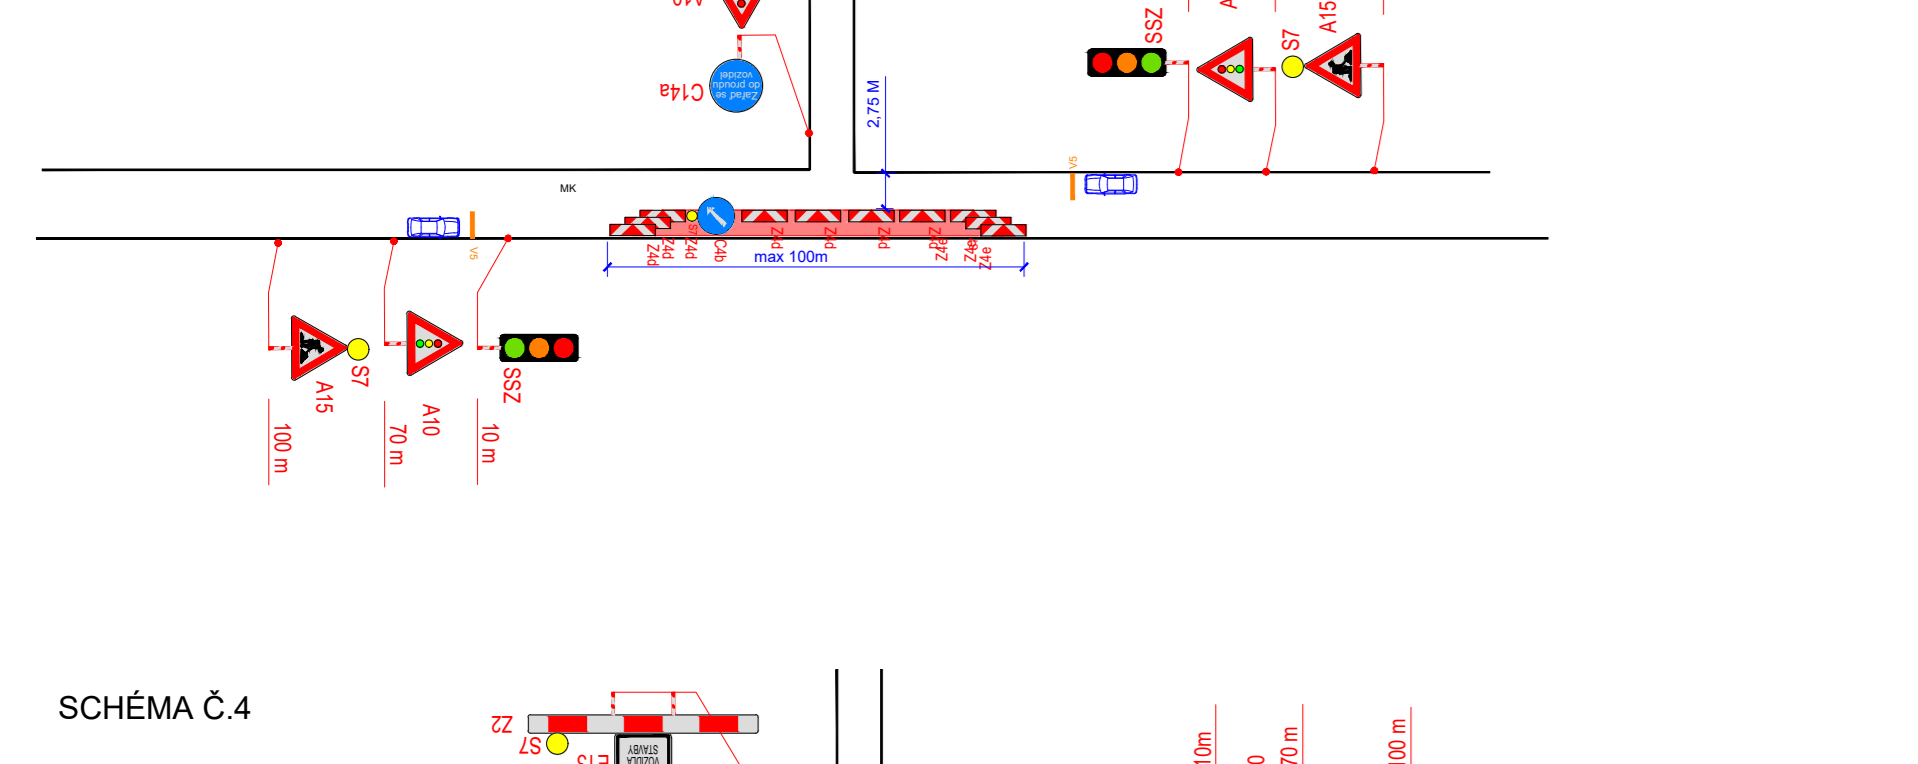 SSZ
S7
A15
C14a
Zařaď se
do proudu
vozidel
2,75 M
V5
MK
V5
S7
Z4d
Z4d
Z4d
C4b
Z4d
Z4d
Z4d
Z4d
Z4e
Z4e
Z4e
max 100m
A15
S7
A10
SSZ
100 m
70 m
10 m
SCHÉMA Č.4
Z2
S7
VOZIDLA
STAVBY
10m
70 m
100 m